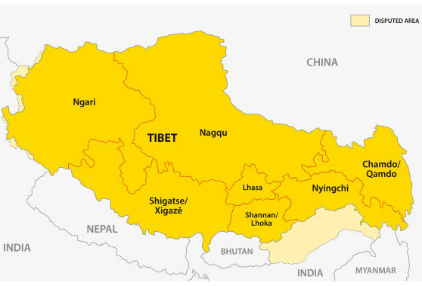 DISPUTED AREA
CHINA
Ngari
TIBET
Nagqu
Chamdo/
Qamdo
Lhasa
Nyingchi
Shigatse/
Xigazê
Shannan/
Lhoka
NEPAL
INDIA
BHUTAN
INDIA
MYANMAR